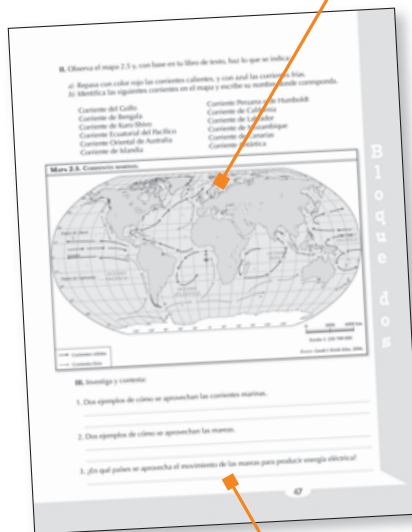 II. Observa el mapa 2.5 y, con base en tu libro de texto, haz lo que se indica:
a) Repasa con color rojo las corrientes calientes, y con azul las corrientes frías.
b) Identifica las siguientes corrientes en el mapa y escribe su nombre donde corresponda.
Corriente del Golfo
Corriente de Bengala
Corriente de Kuro-Shivo
Corriente Ecuatorial del Pacífico
Corriente Oriental de Australia
Corriente de Islandia
Corriente Peruana o de Humboldt
Corriente de California
Corriente de Labrador
Corriente de Mozambique
Corriente de Canarias
Corriente Antártica
Mapa 2.5. Corrientes marinas.
Corrientes cálidas
Corrientes frías
III. Investiga y contesta:
1. Dos ejemplos de cómo se aprovechan las corrientes marinas.
2. Dos ejemplos de cómo se aprovechan las mareas.
3. ¿En qué países se aprovecha el movimiento de las mareas para producir energía eléctrica?
67
Bloque dos